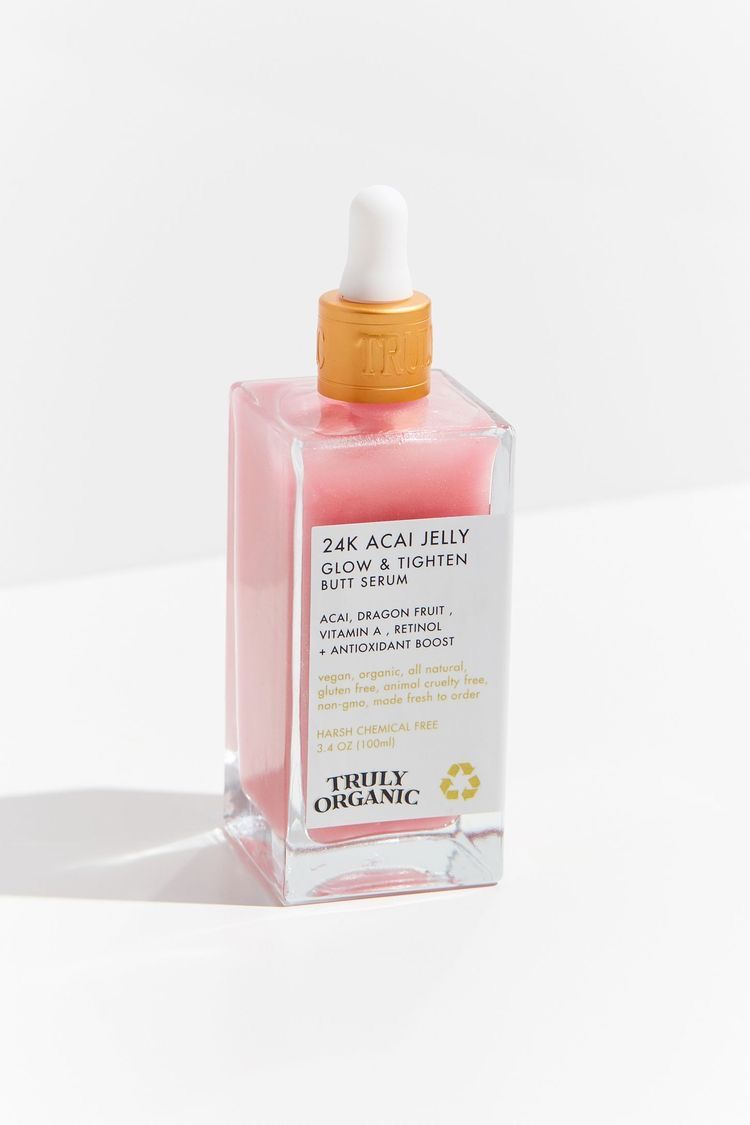 TRULY
24K ACAI JELLY
GLOW & TIGHTEN
BUTT SERUM
ACAI, DRAGON FRUIT ,
VITAMIN A , RETINOL
+ ANTIOXIDANT BOOST
vegan, organic, all natural,
gluten free, animal cruelty free,
non-gmo, made fresh to order
HARSH CHEMICAL FREE
3.4 OZ (100ml)
TRULY
ORGANIC